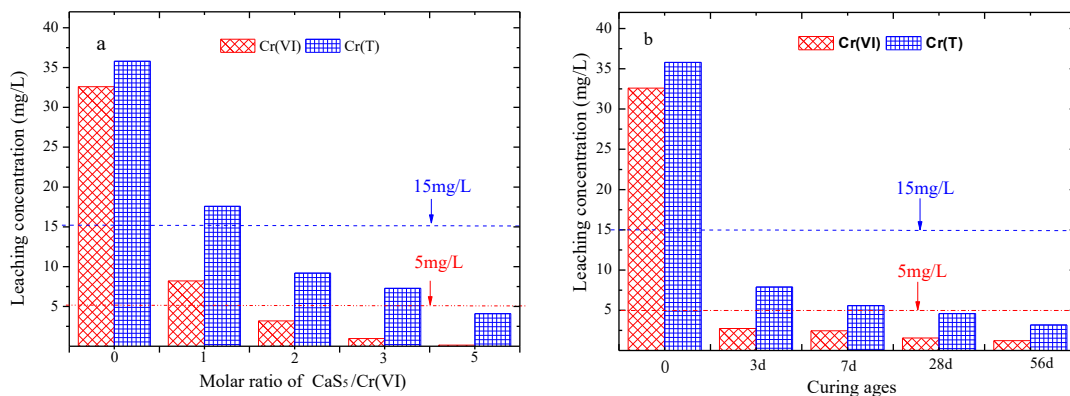 a
Cr(VI) Cr(T)
Leaching concentration (mg/L)
40
35
30
25
20
15
10
5
15mg/L
5mg/L
0 1 2 3 5
Molar ratio of CaS₅/Cr(VI)
b
Cr(VI) Cr(T)
Leaching concentration (mg/L)
40
35
30
25
20
15
10
5
15mg/L
5mg/L
0 3d 7d 28d 56d
Curing ages